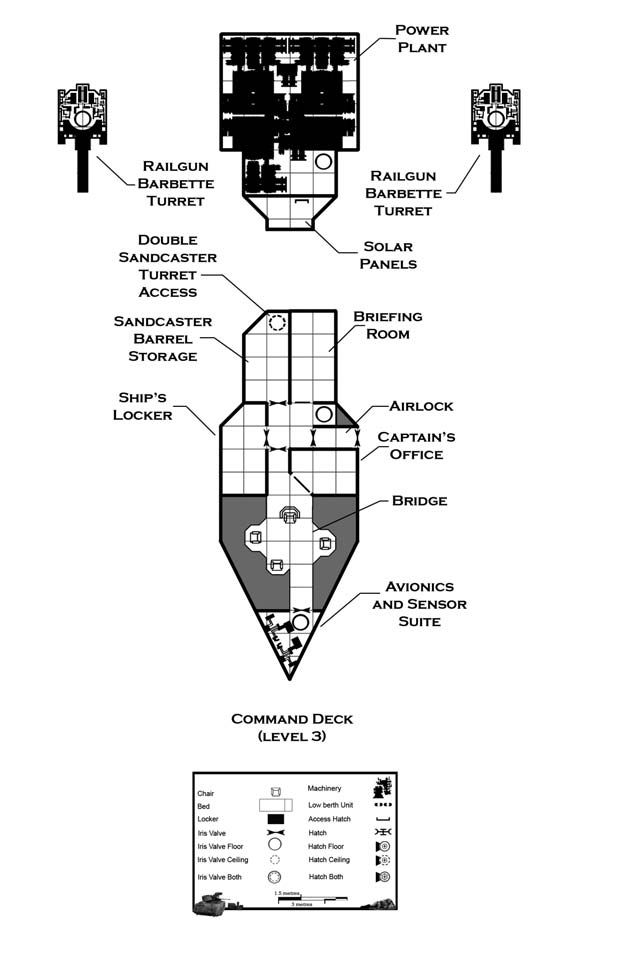 POWER
PLANT
RAILGUN
BARBETTE
TURRET
RAILGUN
BARBETTE
TURRET
SOLAR
PANELS
DOUBLE
SANDCASTER
TURRET
ACCESS
SANDCASTER
BARREL
STORAGE
BRIEFING
ROOM
SHIP'S
LOCKER
AIRLOCK
CAPTAIN'S
OFFICE
BRIDGE
AVIONICS
AND SENSOR
SUITE
COMMAND DECK
(LEVEL 3)
Chair
Bed
Locker
Iris Valve
Iris Valve Floor
Iris Valve Ceiling
Iris Valve Both
Machinery
Low berth Unit
Access Hatch
Hatch
Hatch Floor
Hatch Ceiling
Hatch Both
1.5 metres
3 metres